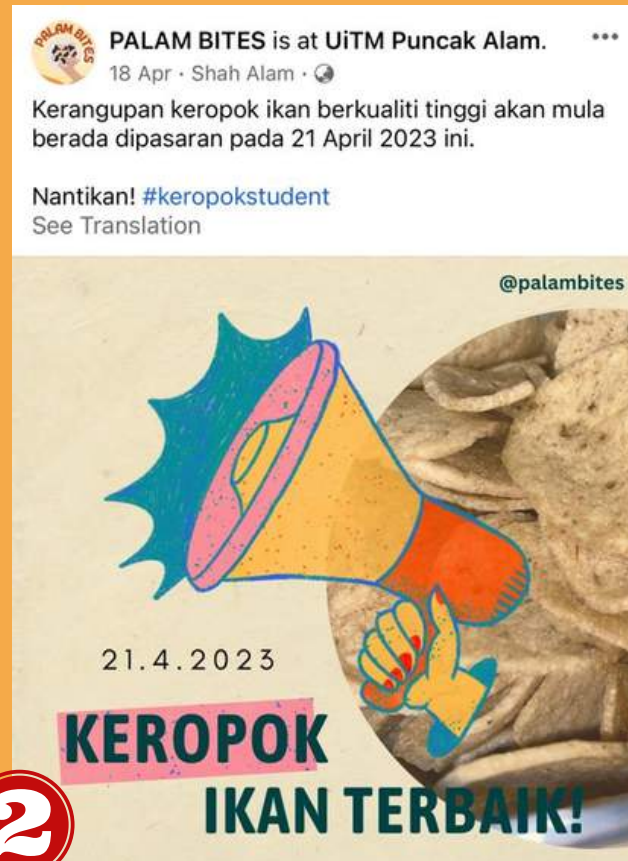 PALAM BITES
PALAM BITES is at UiTM Puncak Alam.
18 Apr · Shah Alam ·
Kerangupan keropok ikan berkualiti tinggi akan mula
berada dipasaran pada 21 April 2023 ini.
Nantikan! #keropokstudent
See Translation
@palambites
21.4.2023
KEROPOK
IKAN TERBAIK!
2